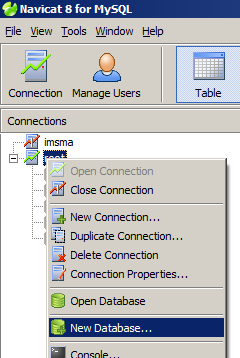 Navicat 8 for MySQL
File View Tools Window Help
Connection Manage Users Table
Connections
imsma
Open Connection
Close Connection
New Connection...
Duplicate Connection...
Delete Connection
Connection Properties...
Open Database
New Database...
Console...